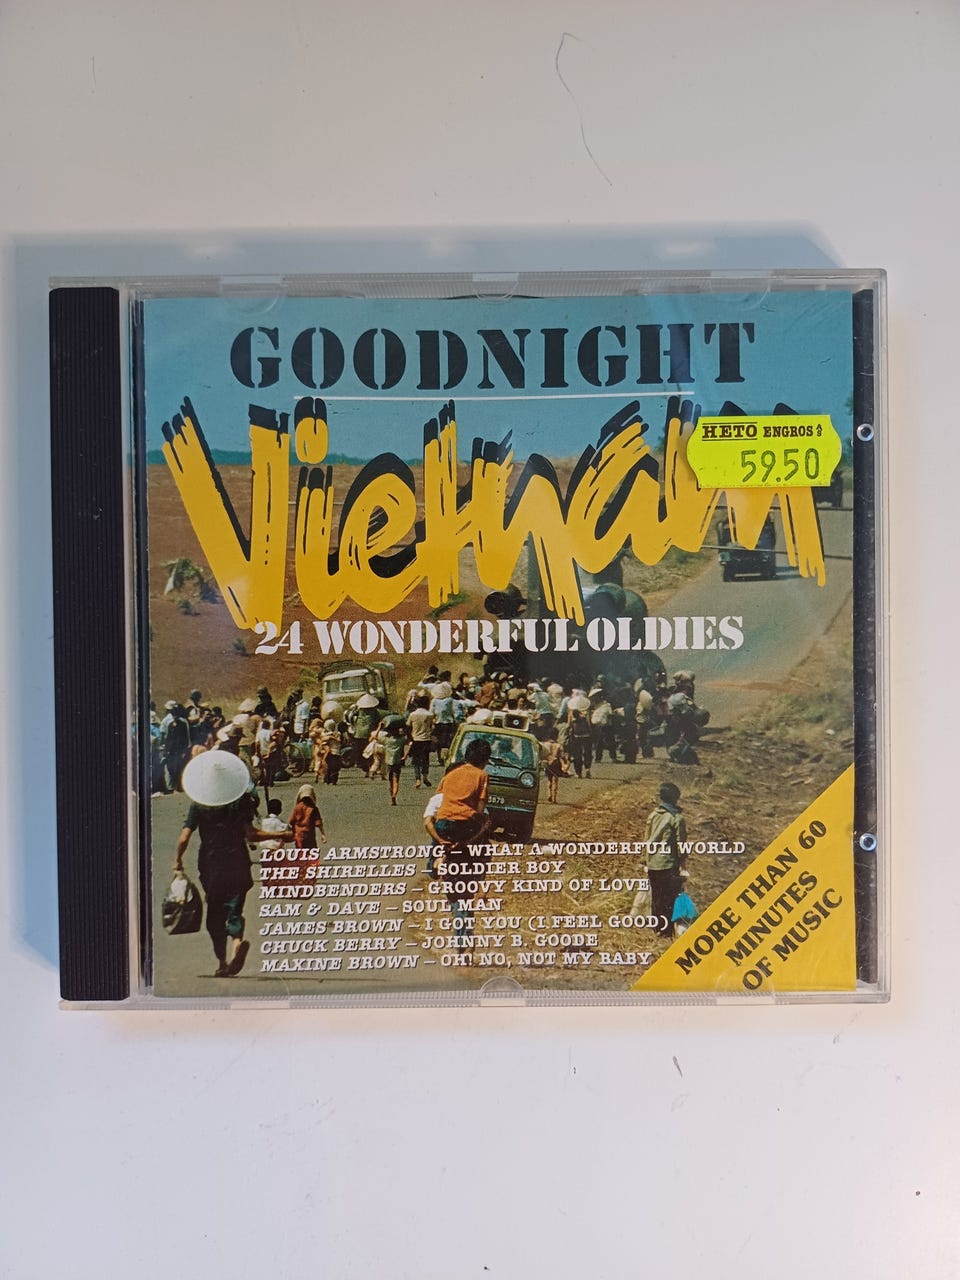 GOODNIGHT
Vietnam
HETO ENGROS A/S
59.50
24 WONDERFUL OLDIES
LOUIS ARMSTRONG – WHAT A WONDERFUL WORLD
THE SHIRELLES – SOLDIER BOY
MINDBENDERS – GROOVY KIND OF LOVE
SAM & DAVE – SOUL MAN
JAMES BROWN – I GOT YOU (I FEEL GOOD)
CHUCK BERRY – JOHNNY B. GOODE
MAXINE BROWN – OH! NO, NOT MY BABY
MORE THAN 60
MINUTES
OF MUSIC